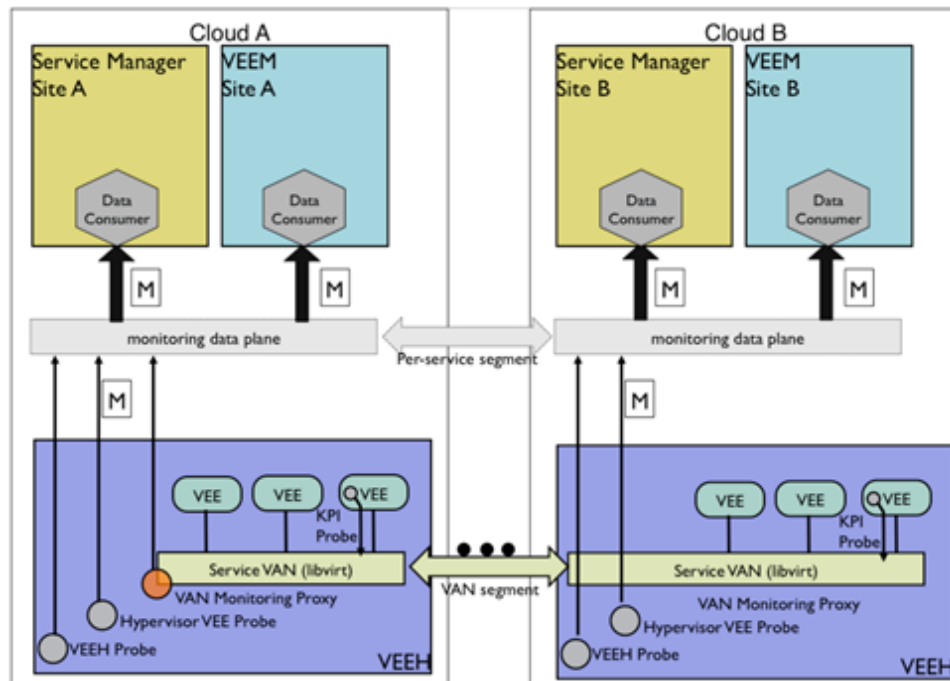 Cloud A
Service Manager
Site A
VEEM
Site A
Data
Consumer
Data
Consumer
M
M
monitoring data plane
M
VEE
VEE
VEE
KPI
Probe
Service VAN (libvirt)
VAN Monitoring Proxy
Hypervisor VEE Probe
VEEH Probe
VEEH
Per-service segment
VAN segment
Cloud B
Service Manager
Site B
VEEM
Site B
Data
Consumer
Data
Consumer
M
M
monitoring data plane
M
VEE
VEE
VEE
KPI
Probe
Service VAN (libvirt)
VAN Monitoring Proxy
Hypervisor VEE Probe
VEEH Probe
VEEH